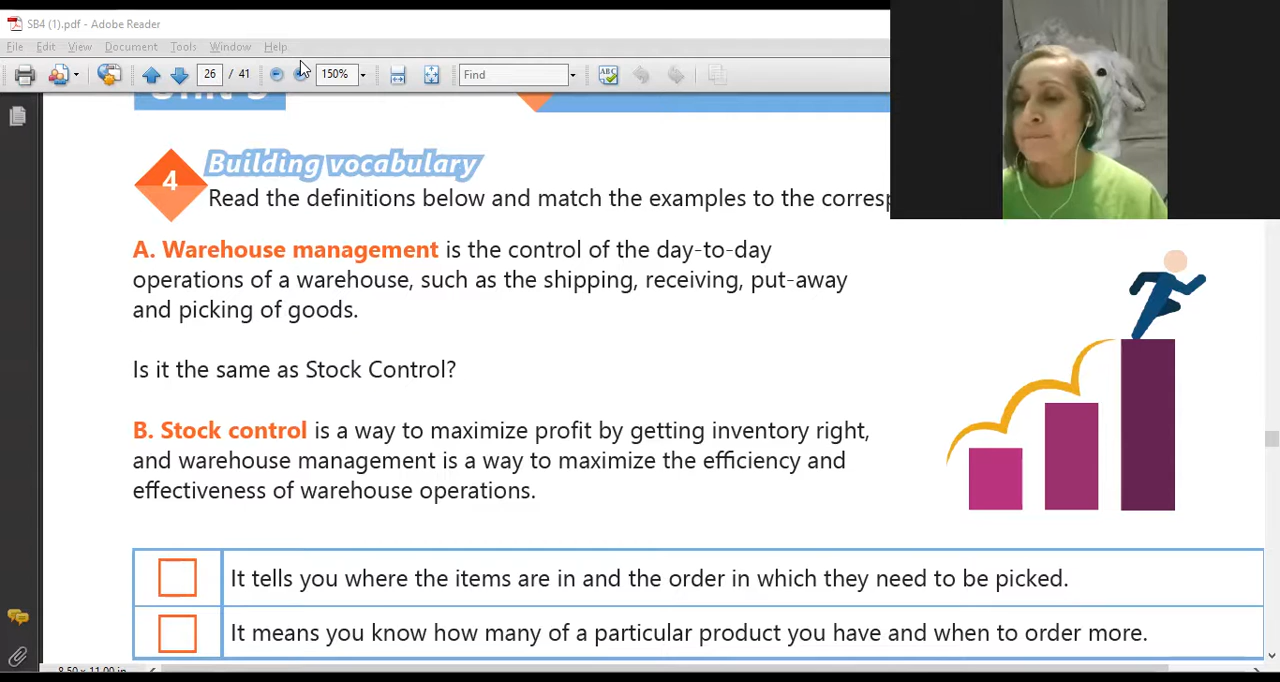 SB4 (1).pdf - Adobe Reader
File Edit View Document Tools Window Help
26 / 41 150% Find
Building vocabulary
4
Read the definitions below and match the examples to the
A. Warehouse management is the control of the day-to-day
operations of a warehouse, such as the shipping, receiving, put-away
and picking of goods.
Is it the same as Stock Control?
B. Stock control is a way to maximize profit by getting inventory right,
and warehouse management is a way to maximize the efficiency and
effectiveness of warehouse operations.
It tells you where the items are in and the order in which they need to be picked.
It means you know how many of a particular product you have and when to order more.
8.50 x 11.00 in